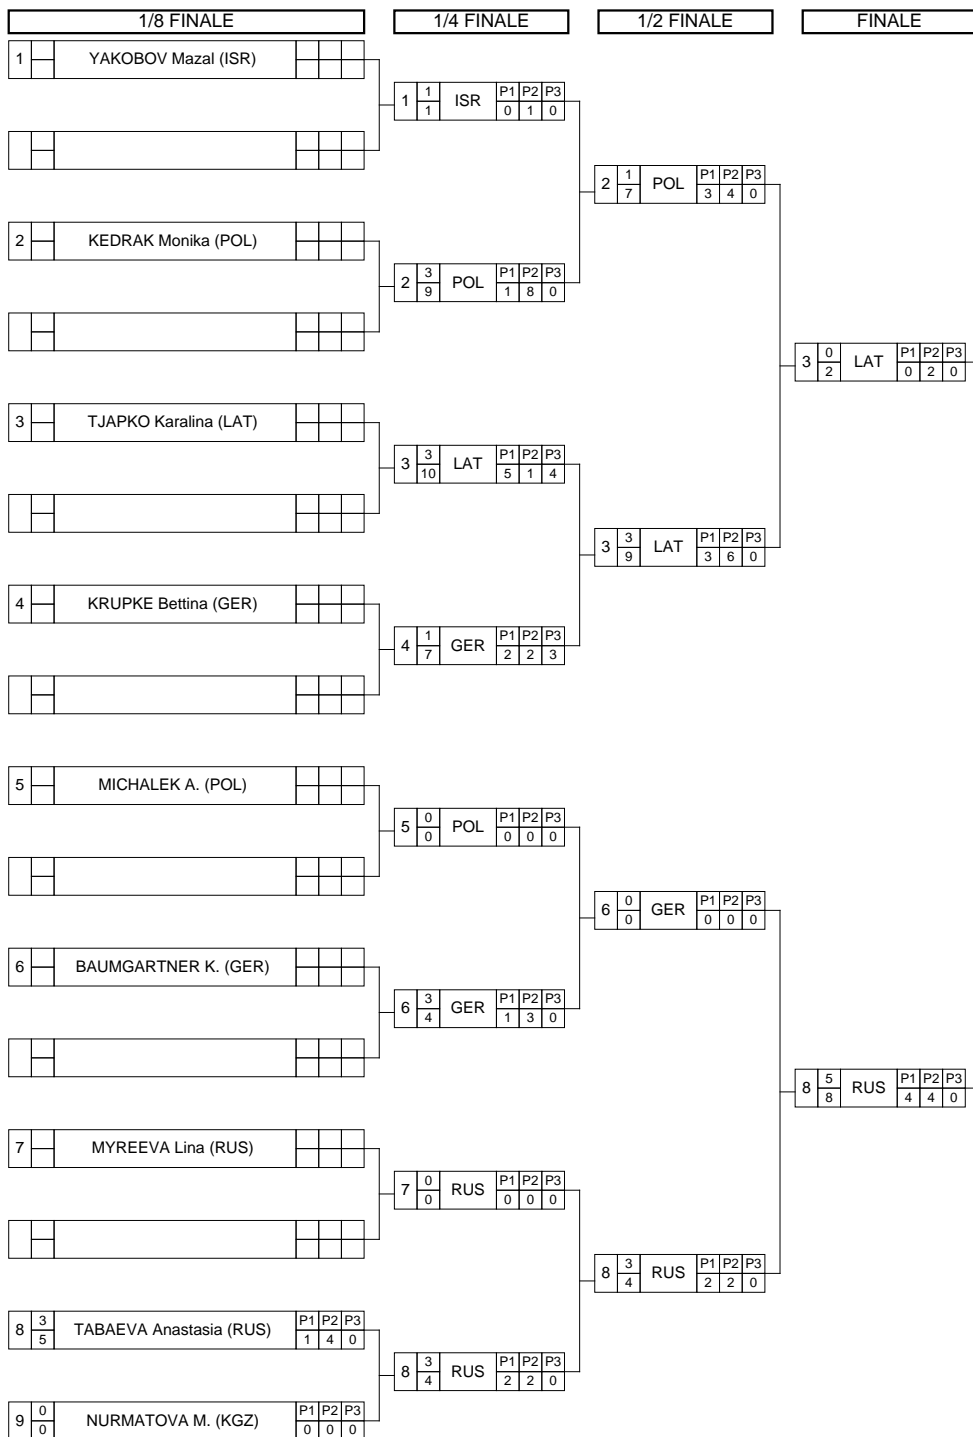 1/8 FINALE 1/4 FINALE 1/2 FINALE FINALE
1 YAKOBOV Mazal (ISR)
1 1 ISR P1 P2 P3
1 0 1 0
2 1 POL P1 P2 P3
7 3 4 0
2 KEDRAK Monika (POL)
2 3 POL P1 P2 P3
9 1 8 0
3 0 LAT P1 P2 P3
2 0 2 0
3 TJAPKO Karalina (LAT)
3 3 LAT P1 P2 P3
10 5 1 4
3 3 LAT P1 P2 P3
9 3 6 0
4 KRUPKE Bettina (GER)
4 1 GER P1 P2 P3
7 2 2 3
5 MICHALEK A. (POL)
5 0 POL P1 P2 P3
0 0 0 0
6 0 GER P1 P2 P3
0 0 0 0
6 BAUMGARTNER K. (GER)
6 3 GER P1 P2 P3
4 1 3 0
8 5 RUS P1 P2 P3
8 4 4 0
7 MYREEVA Lina (RUS)
7 0 RUS P1 P2 P3
0 0 0 0
8 3 RUS P1 P2 P3
4 2 2 0
8 3 TABAEVA Anastasia (RUS) P1 P2 P3
5 1 4 0
8 3 RUS P1 P2 P3
4 2 2 0
9 0 NURMATOVA M. (KGZ) P1 P2 P3
0 0 0 0